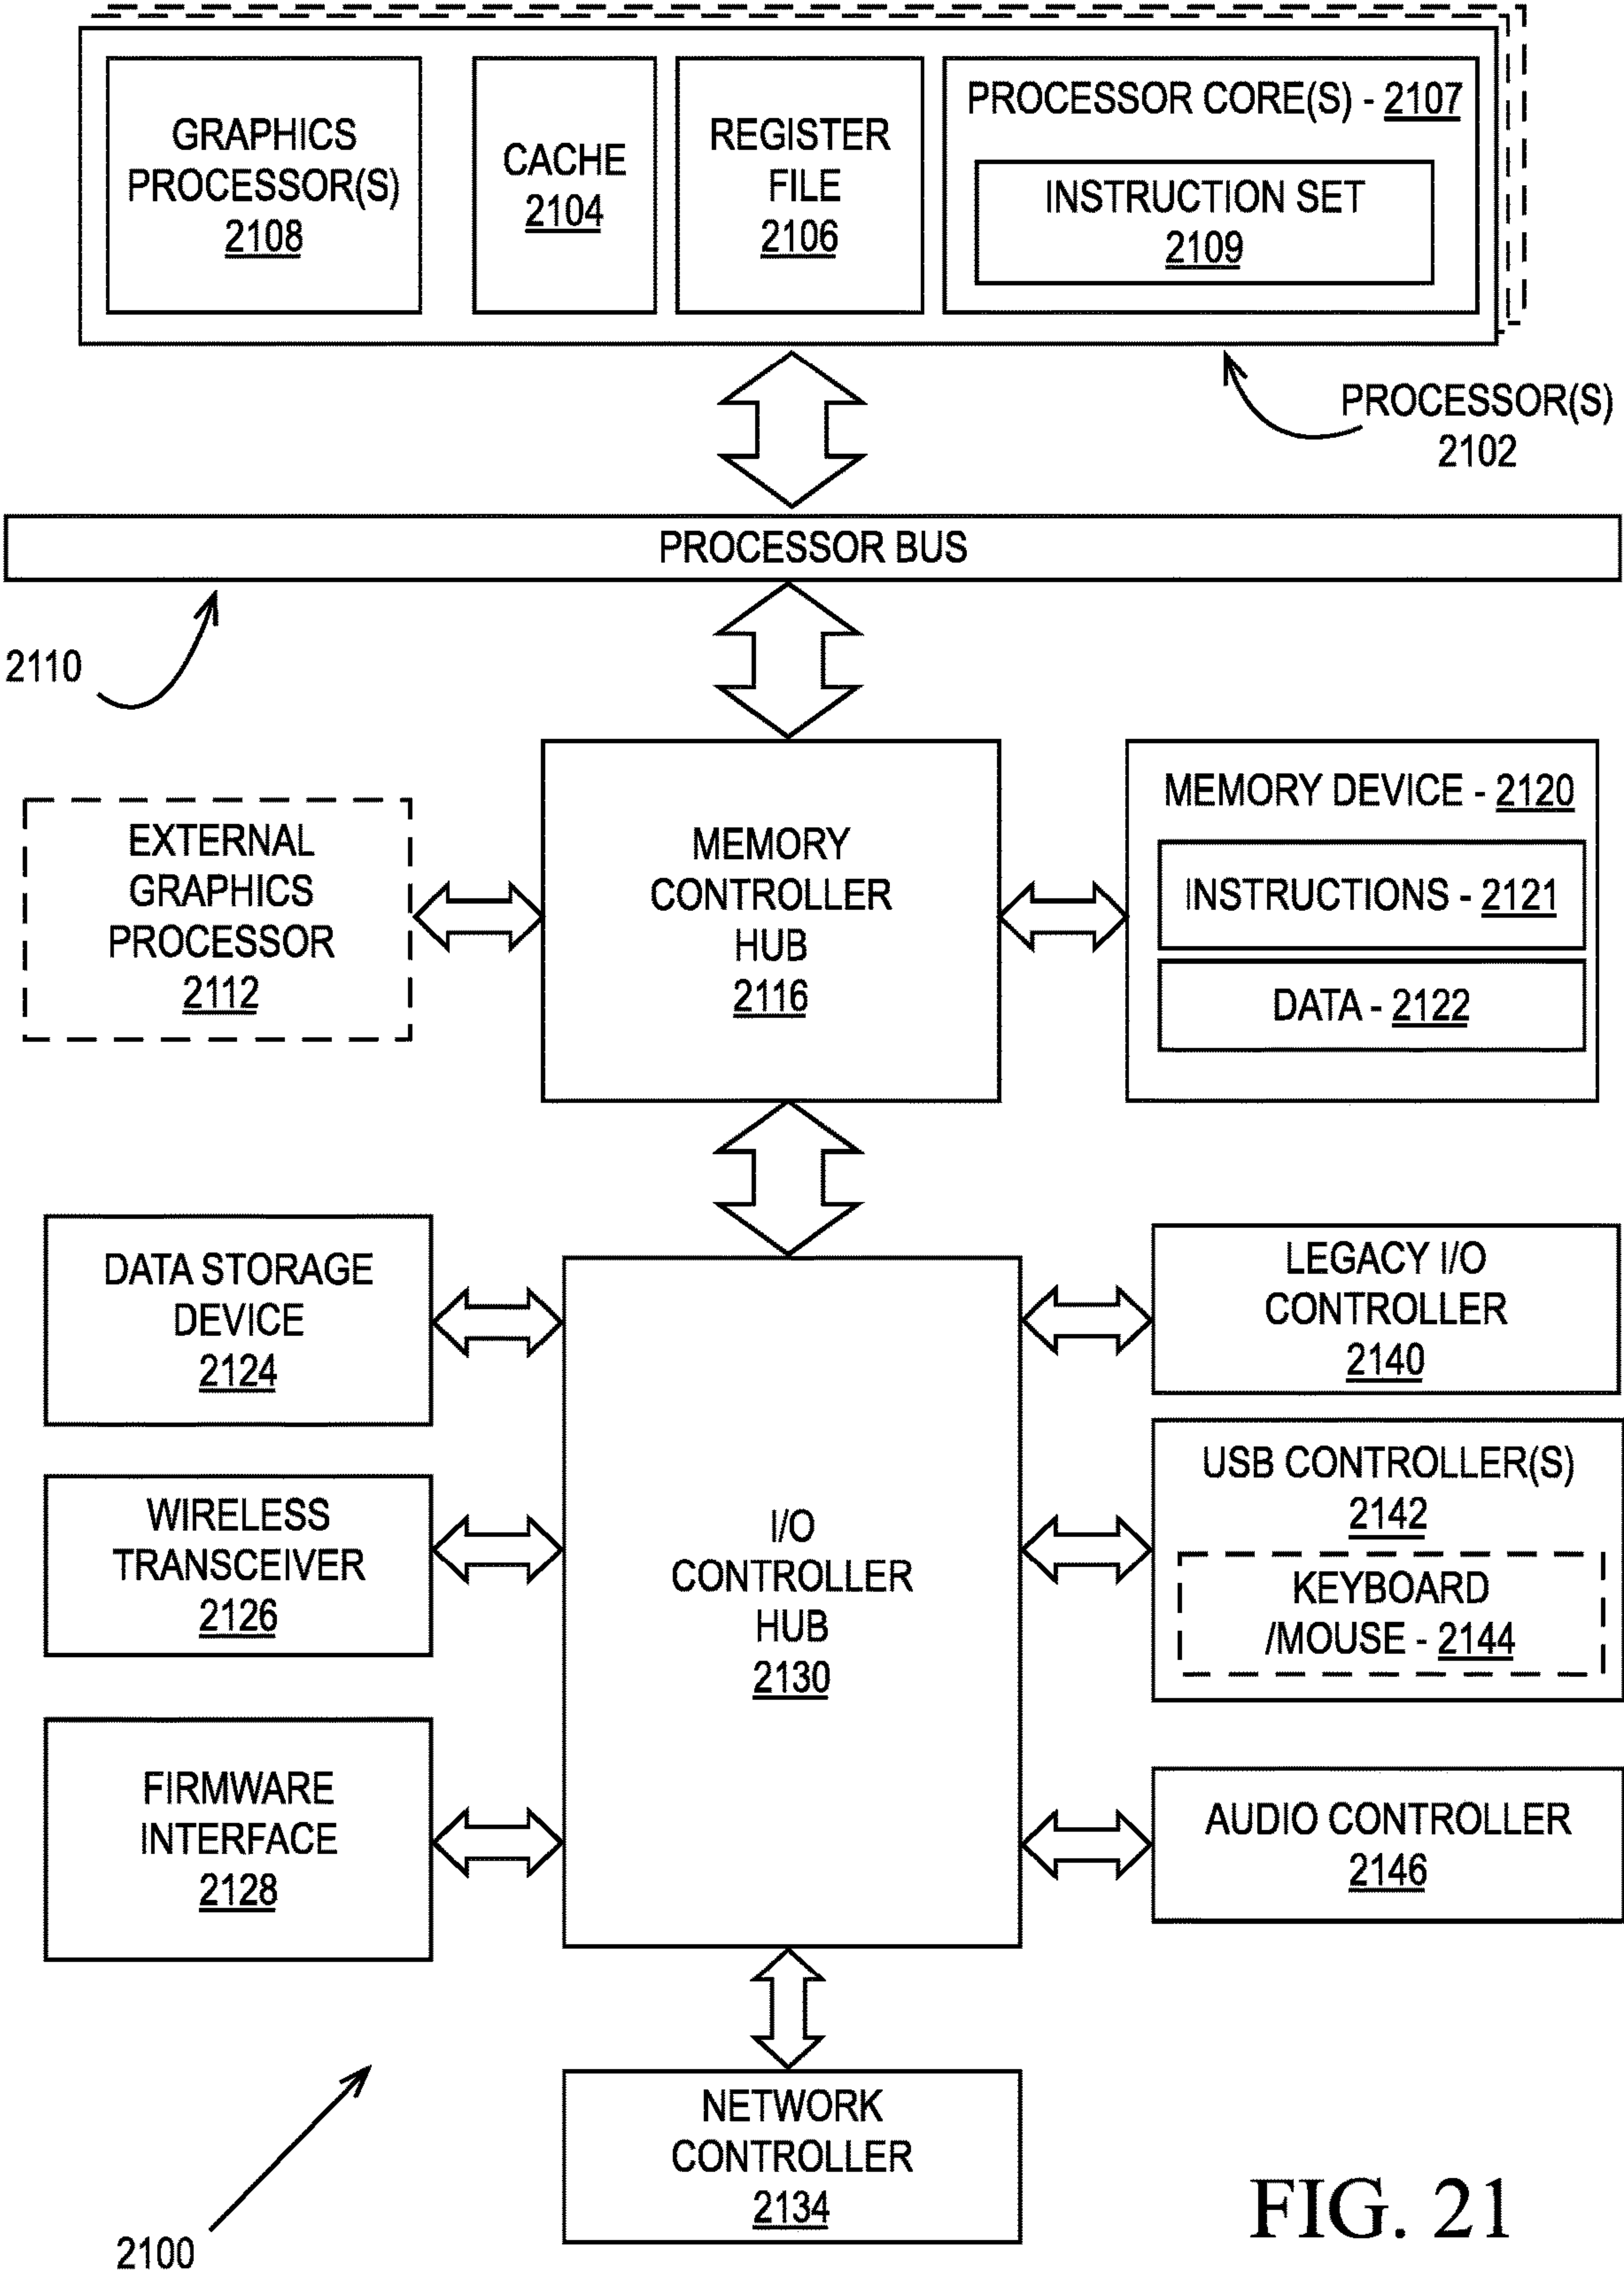 GRAPHICS
PROCESSOR(S)
2108
CACHE
2104
REGISTER
FILE
2106
PROCESSOR CORE(S) - 2107
INSTRUCTION SET
2109
PROCESSOR(S)
2102
PROCESSOR BUS
2110
EXTERNAL
GRAPHICS
PROCESSOR
2112
MEMORY
CONTROLLER
HUB
2116
MEMORY DEVICE - 2120
INSTRUCTIONS - 2121
DATA - 2122
DATA STORAGE
DEVICE
2124
LEGACY I/O
CONTROLLER
2140
WIRELESS
TRANSCEIVER
2126
I/O
CONTROLLER
HUB
2130
USB CONTROLLER(S)
2142
KEYBOARD
/MOUSE - 2144
FIRMWARE
INTERFACE
2128
AUDIO CONTROLLER
2146
NETWORK
CONTROLLER
2134
2100
FIG. 21